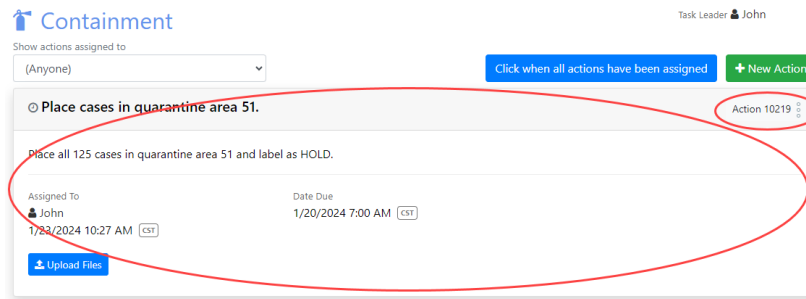 Containment
Task Leader John
Show actions assigned to
(Anyone)
Click when all actions have been assigned
+ New Action
Place cases in quarantine area 51.
Action 10219
Place all 125 cases in quarantine area 51 and label as HOLD.
Assigned To
Date Due
John
1/20/2024 7:00 AM CST
1/23/2024 10:27 AM CST
Upload Files